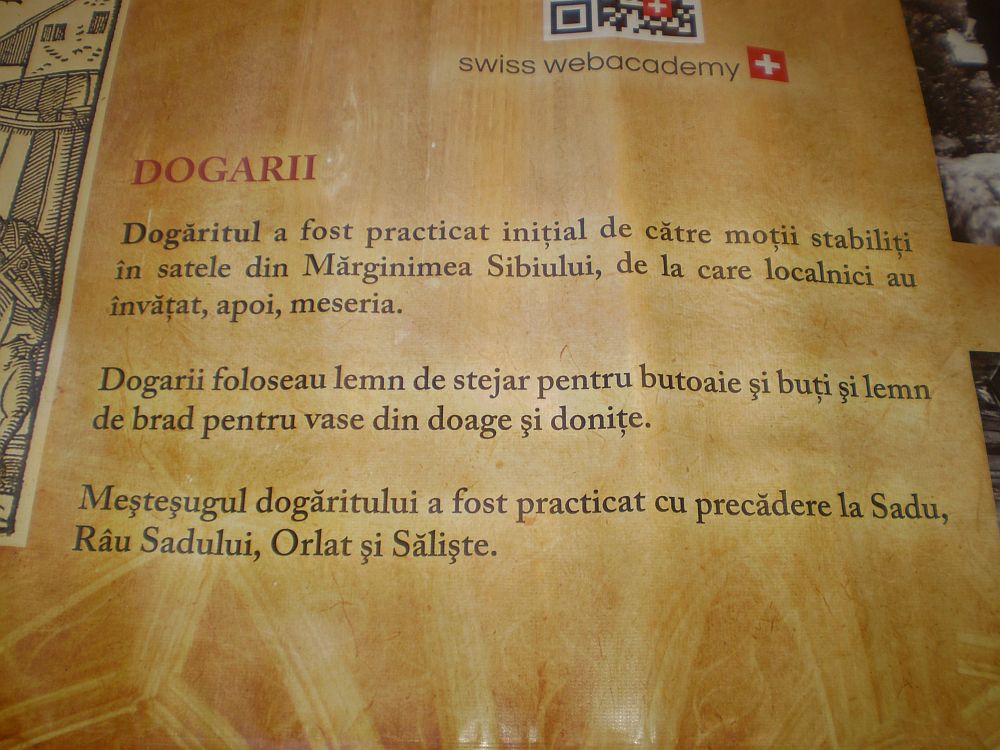 swiss webacademy
DOGARII
Dogăritul a fost practicat inițial de către moții stabiliți
în satele din Mărginimea Sibiului, de la care localnici au
învățat, apoi, meseria.
Dogarii foloseau lemn de stejar pentru butoaie şi buți şi lemn
de brad pentru vase din doage şi donițe.
Meşteşugul dogăritului a fost practicat cu precădere la Sadu,
Râu Sadului, Orlat şi Sălişte.